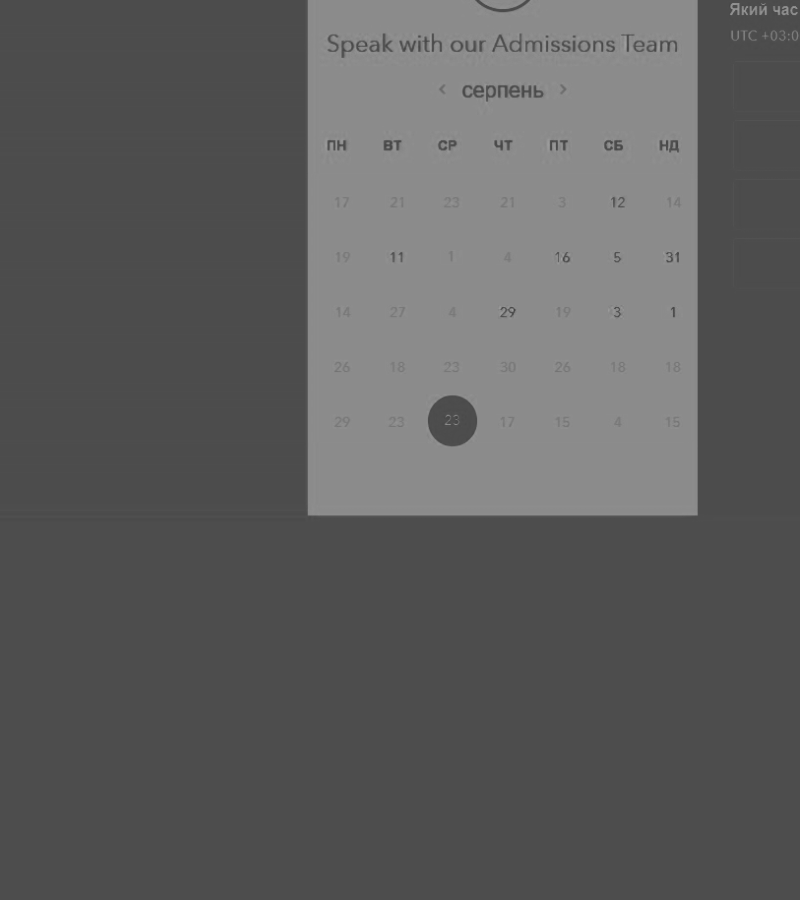 Який час
UTC +03:0
Speak with our Admissions Team
‹ серпень ›
ПН ВТ СР ЧТ ПТ СБ НД
17 21 23 21 3 12 14
19 11 1 4 16 5 31
14 27 4 29 19 3 1
26 18 23 30 26 18 18
29 23 23 17 15 4 15